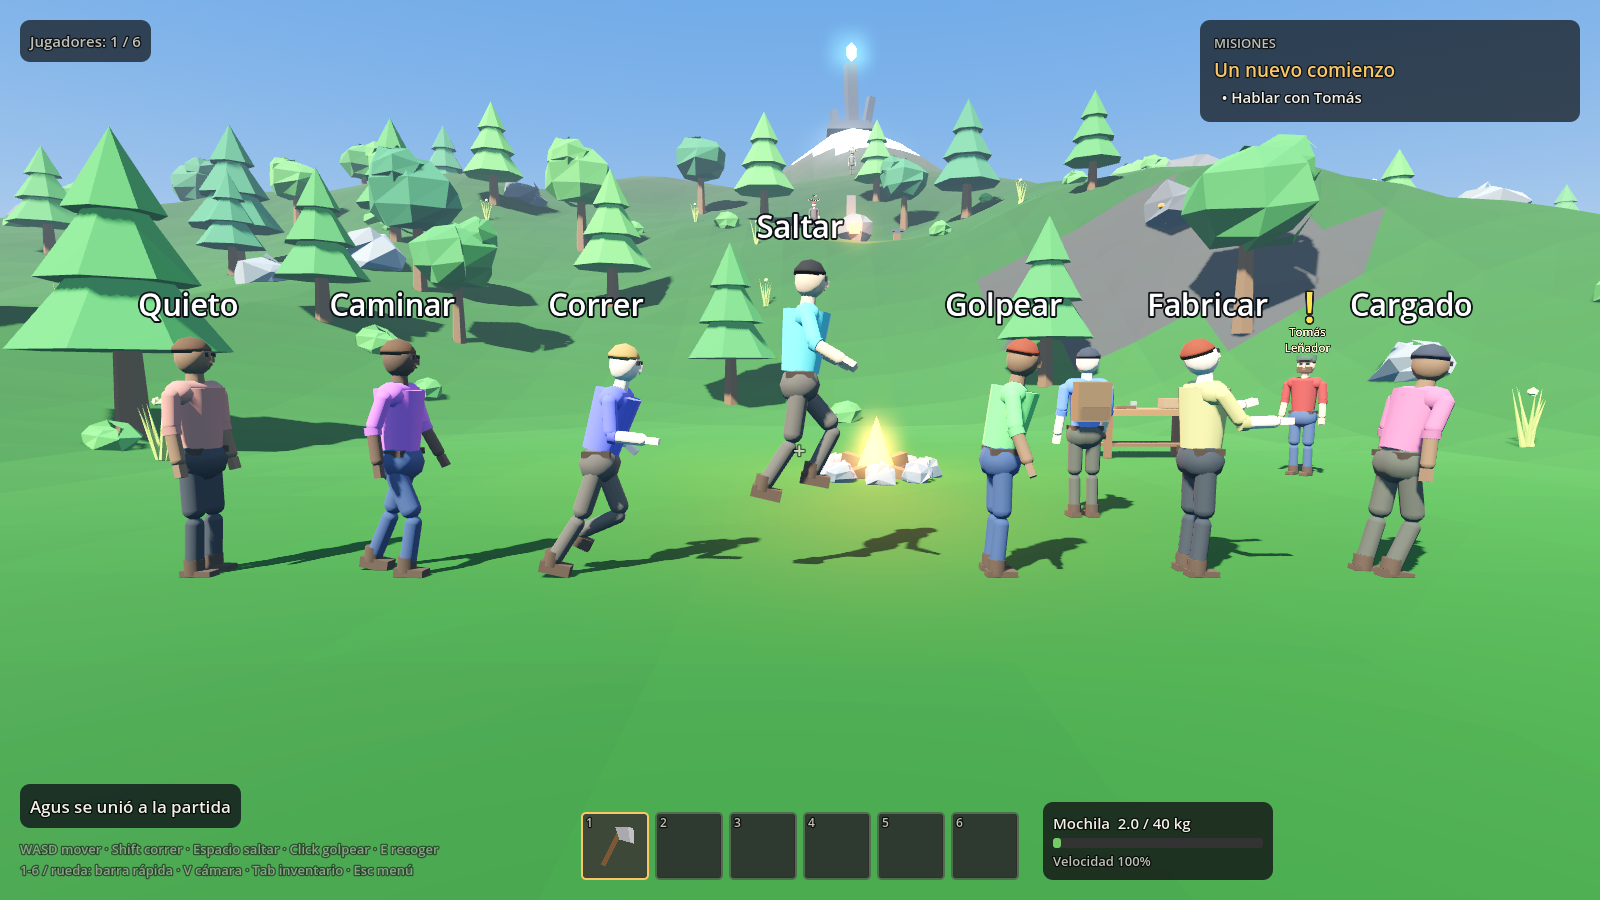 Jugadores: 1 / 6
MISIONES
Un nuevo comienzo
• Hablar con Tomás
Saltar
Quieto
Caminar
Correr
Golpear
Fabricar
!
Cargado
Tomás
Leñador
Agus se unió a la partida
WASD mover · Shift correr · Espacio saltar · Click golpear · E recoger
1-6 / rueda: barra rápida · V cámara · Tab inventario · Esc menú
1
2
3
4
5
6
Mochila 2.0 / 40 kg
Velocidad 100%